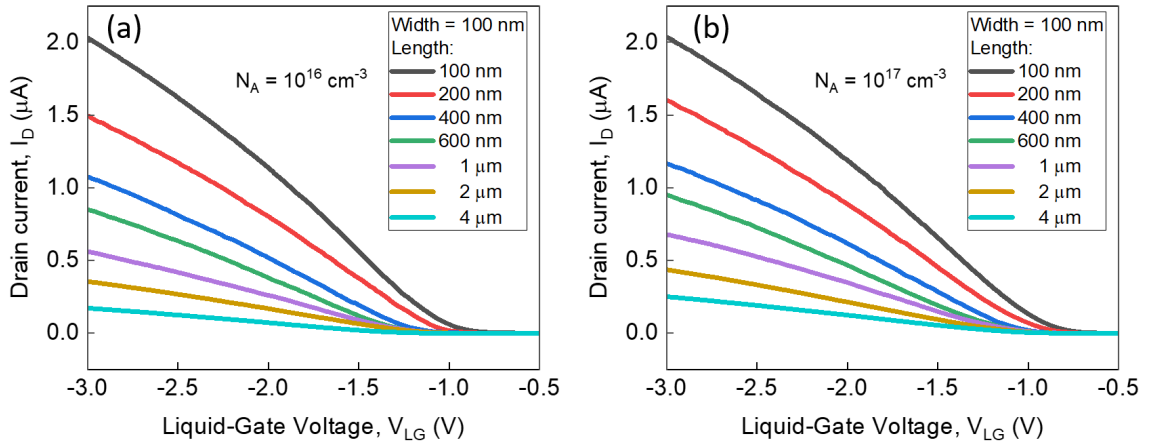 (a)
Width = 100 nm
Length:
100 nm
200 nm
400 nm
600 nm
1 μm
2 μm
4 μm
N_A = 10^16 cm^-3
2.0
1.5
1.0
0.5
0.0
Drain current, I_D (μA)
-3.0 -2.5 -2.0 -1.5 -1.0 -0.5
Liquid-Gate Voltage, V_LG (V)
(b)
Width = 100 nm
Length:
100 nm
200 nm
400 nm
600 nm
1 μm
2 μm
4 μm
N_A = 10^17 cm^-3
2.0
1.5
1.0
0.5
0.0
Drain current, I_D (μA)
-3.0 -2.5 -2.0 -1.5 -1.0 -0.5
Liquid-Gate Voltage, V_LG (V)